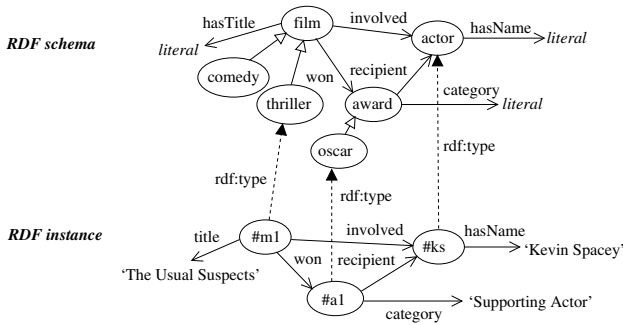 film
involved
actor
hasTitle
hasName
RDF schema
literal
literal
comedy
won
recipient
category
thriller
award
literal
oscar
rdf:type
rdf:type
rdf:type
RDF instance
title
#m1
involved
#ks
hasName
won
recipient
'The Usual Suspects'
'Kevin Spacey'
#a1
'Supporting Actor'
category